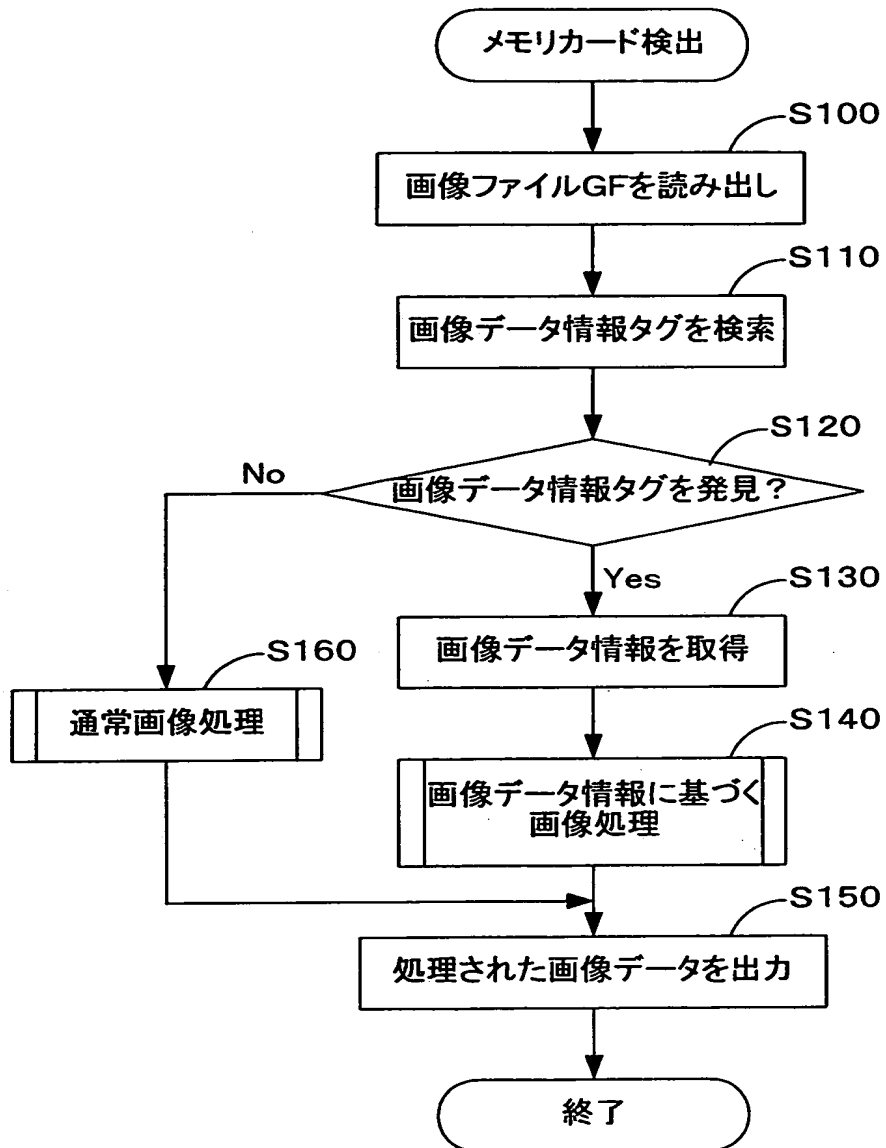 メモリカード検出
S100
画像ファイルGFを読み出し
S110
画像データ情報タグを検索
S120
画像データ情報タグを発見？
No
Yes
S130
画像データ情報を取得
S160
通常画像処理
S140
画像データ情報に基づく
画像処理
S150
処理された画像データを出力
終了